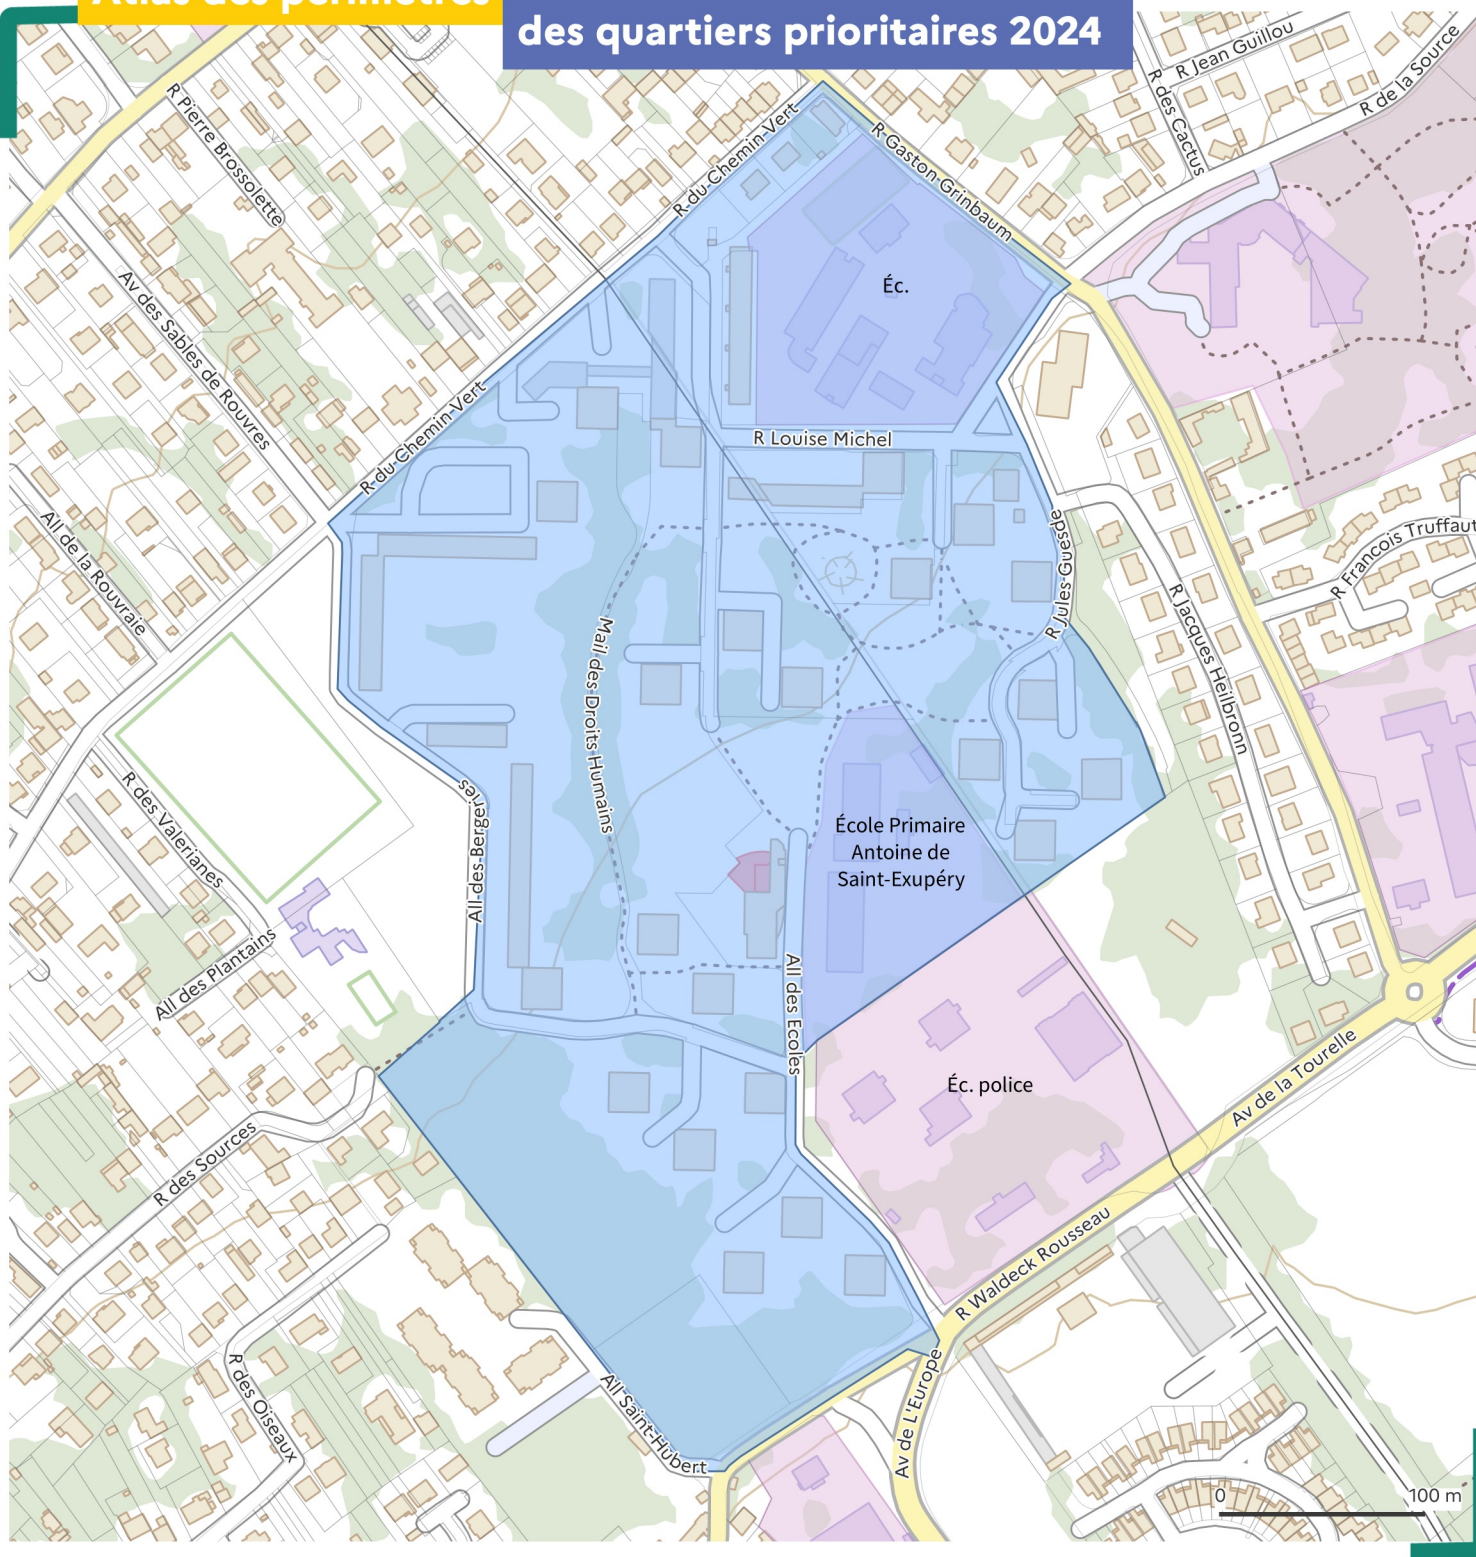 Atlas des périmètres
des quartiers prioritaires 2024
R Jean Guillou
R de la Source
R des Cactus
R Pierre Brossolette
R du Chemin-Vert
R Gaston Grinbaum
Éc.
Av des Sables de Rouvres
R du Chemin-Vert
R Louise Michel
All de la Rouvraie
R Jules Guesde
R Francois Truffaut
R Jacques Heilbronn
Mail des Droits Humains
R des Valerianes
All des Bergeries
École Primaire
Antoine de
Saint-Exupéry
All des Plantains
All des Ecoles
Éc. police
Av de la Tourelle
R des Sources
R Waldeck Rousseau
R des Oiseaux
All Saint-Hubert
Av de L'Europe
0
100 m